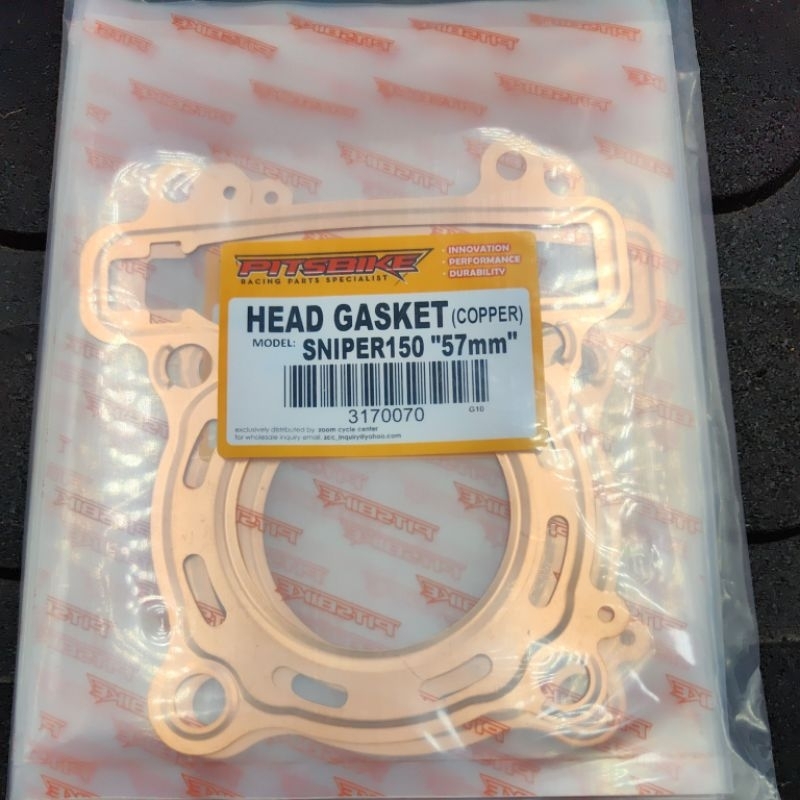 PITSBIKE
RACING PARTS SPECIALIST
• INNOVATION
• PERFORMANCE
• DURABILITY
HEAD GASKET (COPPER)
MODEL: SNIPER150 "57mm"
3170070
G10
exclusively distributed by zoom cycle center
for wholesale inquiry email. zcc_inquiry@yahoo.com